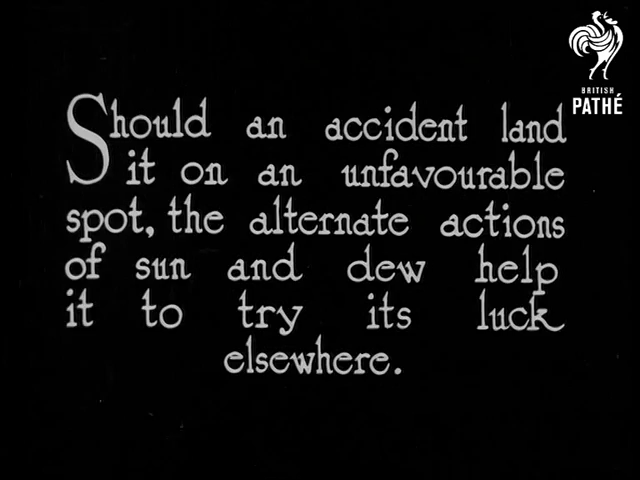 BRITISH
PATHÉ
Should an accident land
it on an unfavourable
spot, the alternate actions
of sun and dew help
it to try its luck
elsewhere.